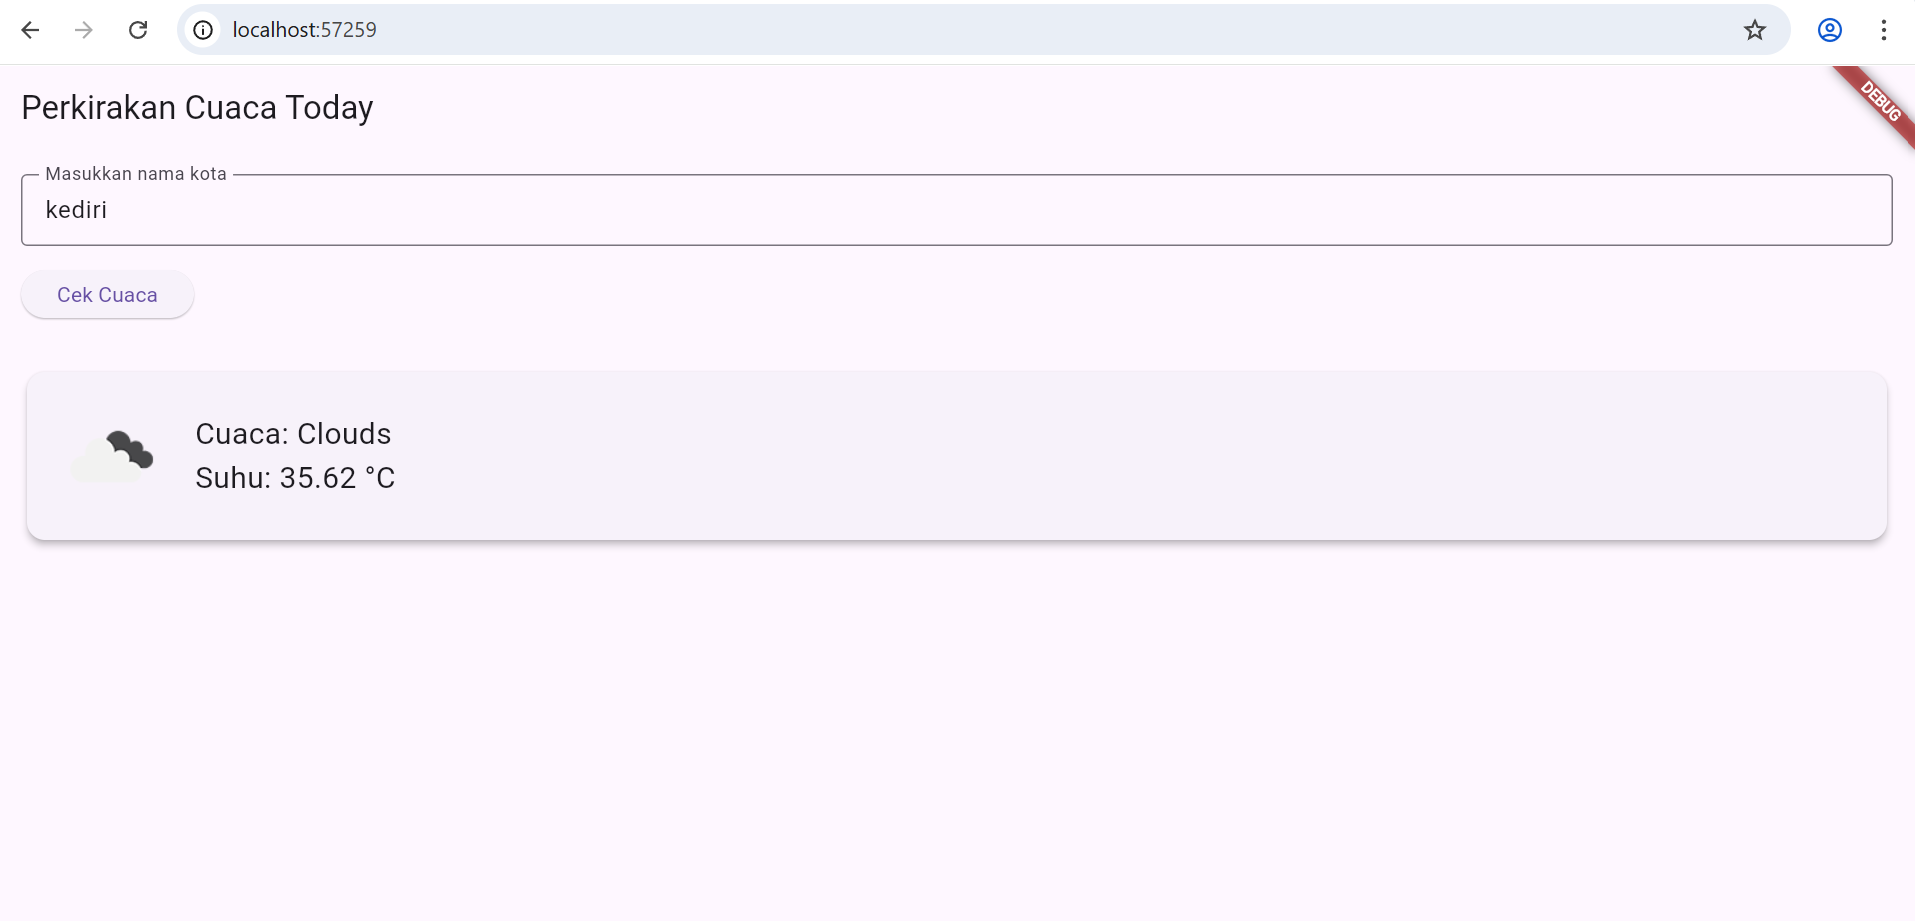 localhost:57259
Perkirakan Cuaca Today
DEBUG
Masukkan nama kota
kediri
Cek Cuaca
Cuaca: Clouds
Suhu: 35.62 °C